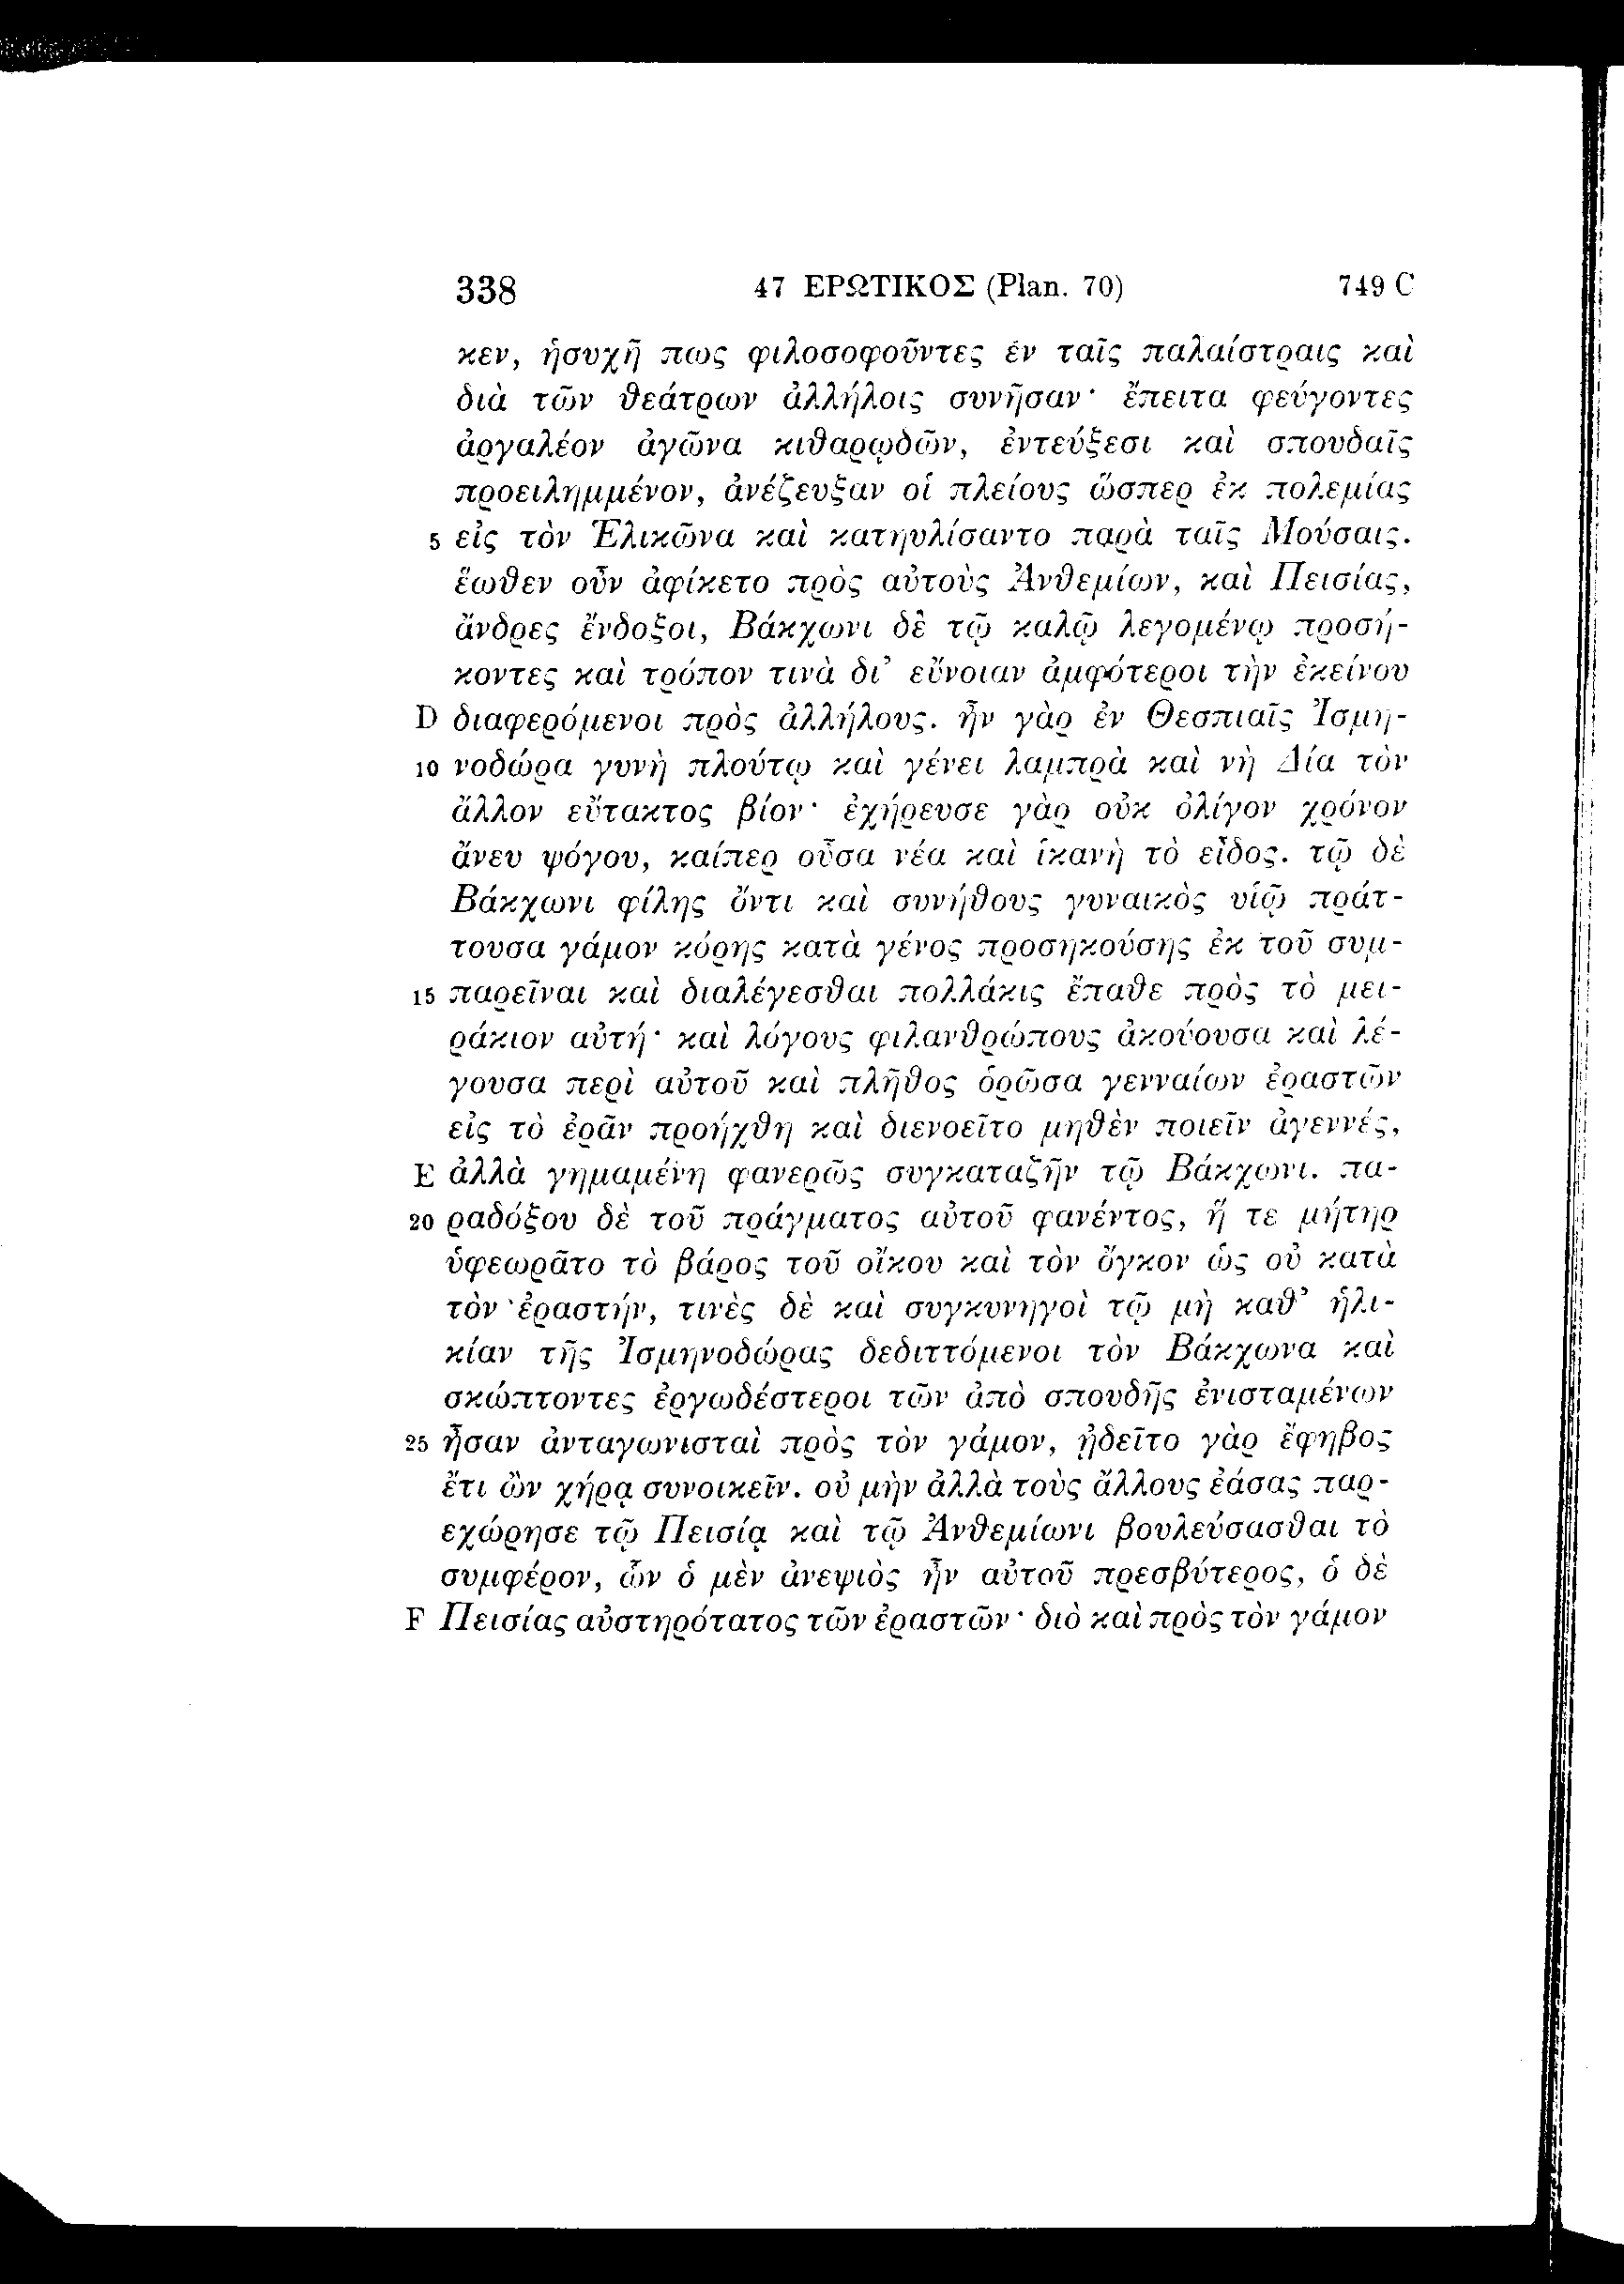 338 47 ΕΡΩΤΙΚΟΣ (Plan. 70) 749 C
κεν, ἡσυχῆ πως φιλοσοφοῦντες ἐν ταῖς παλαίστραις καὶ
διὰ τῶν θεάτρων ἀλλήλοις συνῆσαν· ἔπειτα φεύγοντες
ἀργαλέον ἀγῶνα κιθαρῳδῶν, ἐντεύξεσι καὶ σπουδαῖς
προειλημμένον, ἀνέζευξαν οἱ πλείους ὥσπερ ἐκ πολεμίας
5 εἰς τὸν Ἑλικῶνα καὶ κατηυλίσαντο παρὰ ταῖς Μούσαις.
ἕωθεν οὖν ἀφίκετο πρὸς αὐτοὺς Ἀνθεμίων, καὶ Πεισίας,
ἄνδρες ἔνδοξοι, Βάκχωνι δὲ τῷ καλῷ λεγομένῳ προσή-
κοντες καὶ τρόπον τινὰ δι’ εὔνοιαν ἀμφότεροι τὴν ἐκείνου
D διαφερόμενοι πρὸς ἀλλήλους. ἦν γὰρ ἐν Θεσπιαῖς Ἰσμη-
10 νοδώρα γυνὴ πλούτῳ καὶ γένει λαμπρὰ καὶ νὴ Δία τὸν
ἄλλον εὔτακτος βίον· ἐχήρευσε γὰρ οὐκ ὀλίγον χρόνον
ἄνευ ψόγου, καίπερ οὖσα νέα καὶ ἱκανὴ τὸ εἶδος. τῷ δὲ
Βάκχωνι φίλης ὄντι καὶ συνήθους γυναικὸς υἱῷ πράτ-
τουσα γάμον κόρης κατὰ γένος προσηκούσης ἐκ τοῦ συμ-
15 παρεῖναι καὶ διαλέγεσθαι πολλάκις ἔπαθε πρὸς τὸ μει-
ράκιον αὐτή· καὶ λόγους φιλανθρώπους ἀκούουσα καὶ λέ-
γουσα περὶ αὐτοῦ καὶ πλῆθος ὁρῶσα γενναίων ἐραστῶν
εἰς τὸ ἐρᾶν προήχθη καὶ διενοεῖτο μηθὲν ποιεῖν ἀγεννές,
E ἀλλὰ γημαμένη φανερῶς συγκαταζῆν τῷ Βάκχωνι. πα-
20 ραδόξου δὲ τοῦ πράγματος αὐτοῦ φανέντος, ἥ τε μήτηρ
ὑφεωρᾶτο τὸ βάρος τοῦ οἴκου καὶ τὸν ὄγκον ὡς οὐ κατὰ
τὸν ἐραστήν, τινὲς δὲ καὶ συγκυνηγοὶ τῷ μὴ καθ’ ἡλι-
κίαν τῆς Ἰσμηνοδώρας δεδιττόμενοι τὸν Βάκχωνα καὶ
σκώπτοντες ἐργωδέστεροι τῶν ἀπὸ σπουδῆς ἐνισταμένων
25 ἦσαν ἀνταγωνισταὶ πρὸς τὸν γάμον, ᾐδεῖτο γὰρ ἔφηβος
ἔτι ὢν χήρᾳ συνοικεῖν. οὐ μὴν ἀλλὰ τοὺς ἄλλους ἐάσας παρ-
εχώρησε τῷ Πεισίᾳ καὶ τῷ Ἀνθεμίωνι βουλεύσασθαι τὸ
συμφέρον, ὧν ὁ μὲν ἀνεψιὸς ἦν αὐτοῦ πρεσβύτερος, ὁ δὲ
F Πεισίας αὐστηρότατος τῶν ἐραστῶν· διὸ καὶ πρὸς τὸν γάμον